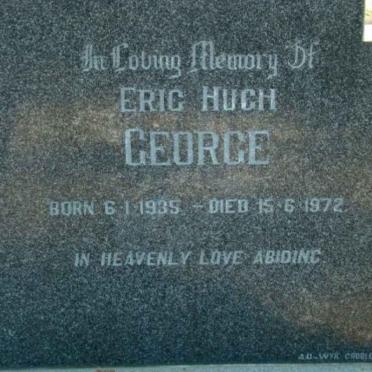 In Loving Memory Of
ERIC HUGH
GEORGE
BORN 6·1·1935 - DIED 15·6·1972
IN HEAVENLY LOVE ABIDING